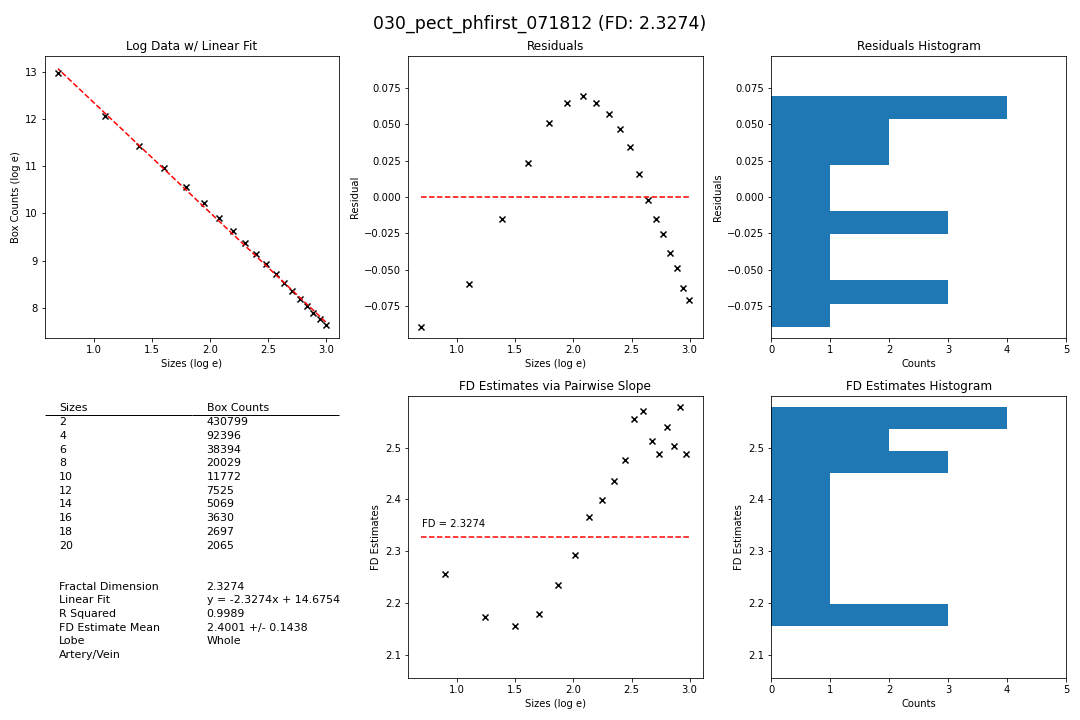 030_pect_phfirst_071812 (FD: 2.3274)
Log Data w/ Linear Fit
13
12
11
10
9
8
Box Counts (log e)
1.0 1.5 2.0 2.5 3.0
Sizes (log e)
Residuals
0.075
0.050
0.025
0.000
−0.025
−0.050
−0.075
Residual
1.0 1.5 2.0 2.5 3.0
Sizes (log e)
Residuals Histogram
0.075
0.050
0.025
0.000
−0.025
−0.050
−0.075
Residuals
0 1 2 3 4 5
Counts
Sizes Box Counts
2 430799
4 92396
6 38394
8 20029
10 11772
12 7525
14 5069
16 3630
18 2697
20 2065
Fractal Dimension 2.3274
Linear Fit y = -2.3274x + 14.6754
R Squared 0.9989
FD Estimate Mean 2.4001 +/- 0.1438
Lobe Whole
Artery/Vein
FD Estimates via Pairwise Slope
2.5
2.4
2.3
2.2
2.1
FD Estimates
FD = 2.3274
1.0 1.5 2.0 2.5 3.0
Sizes (log e)
FD Estimates Histogram
2.5
2.4
2.3
2.2
2.1
FD Estimates
0 1 2 3 4 5
Counts